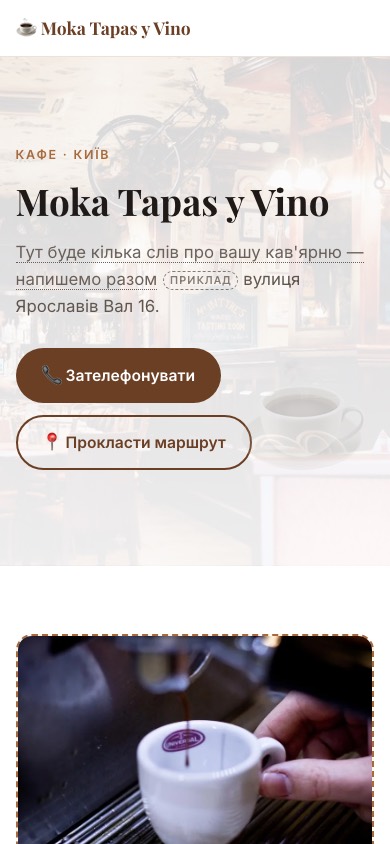 Moka Tapas y Vino
КАФЕ · КИЇВ
Moka Tapas y Vino
Тут буде кілька слів про вашу кав'ярню —
напишемо разом ПРИКЛАД вулиця
Ярославів Вал 16.
Зателефонувати
Прокласти маршрут